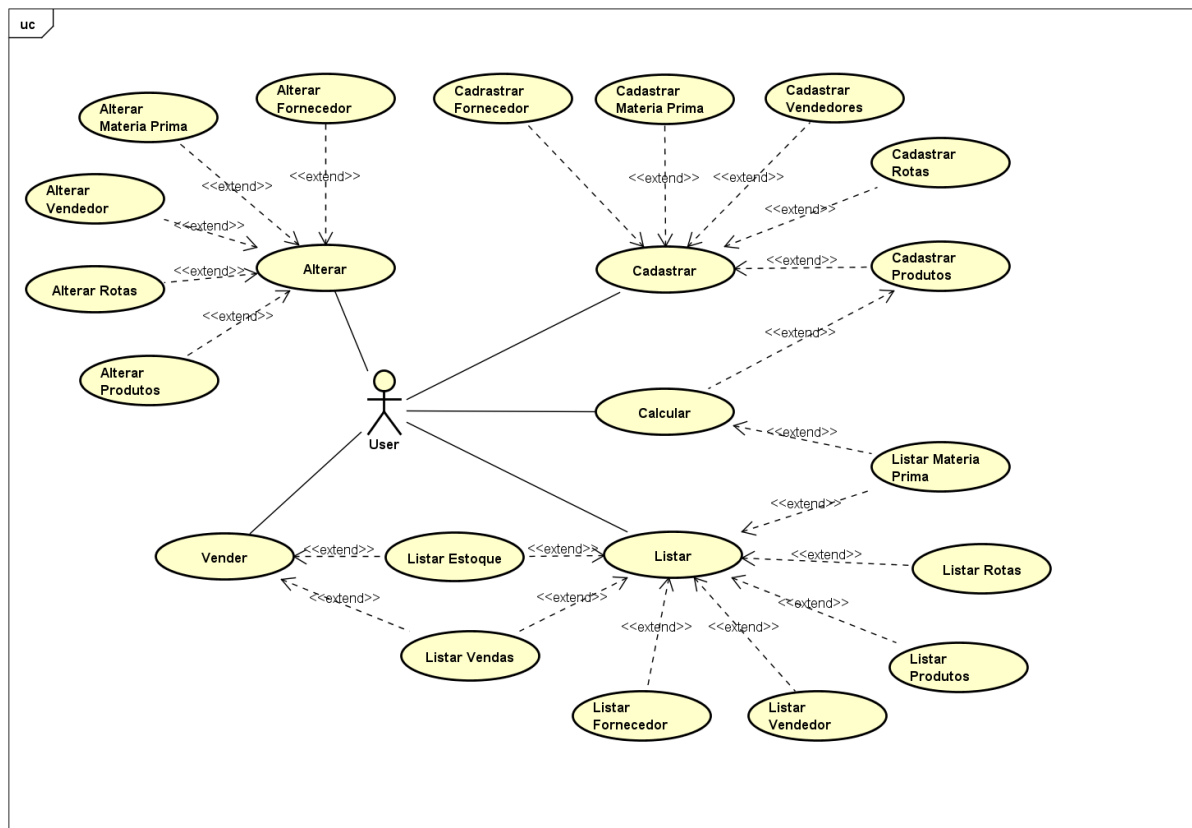 uc
Alterar
Fornecedor
Alterar
Materia Prima
Cadrastrar
Fornecedor
Cadastrar
Materia Prima
Cadastrar
Vendedores
Cadastrar
Rotas
Alterar
Vendedor
<<extend>>
<<extend>>
<<extend>>
<<extend>>
<<extend>>
<<extend>>
<<extend>>
<<extend>>
Alterar
Cadastrar
Cadastrar
Produtos
<<extend>>
<<extend>>
Alterar Rotas
<<extend>>
<<extend>>
Alterar
Produtos
User
Calcular
<<extend>>
Listar Materia
Prima
<<extend>>
Vender
<<extend>>
Listar Estoque
<<extend>>
Listar
<<extend>>
Listar Rotas
<<extend>>
<<extend>>
<<extend>>
<<extend>>
<<extend>>
Listar Vendas
Listar
Produtos
Listar
Fornecedor
Listar
Vendedor